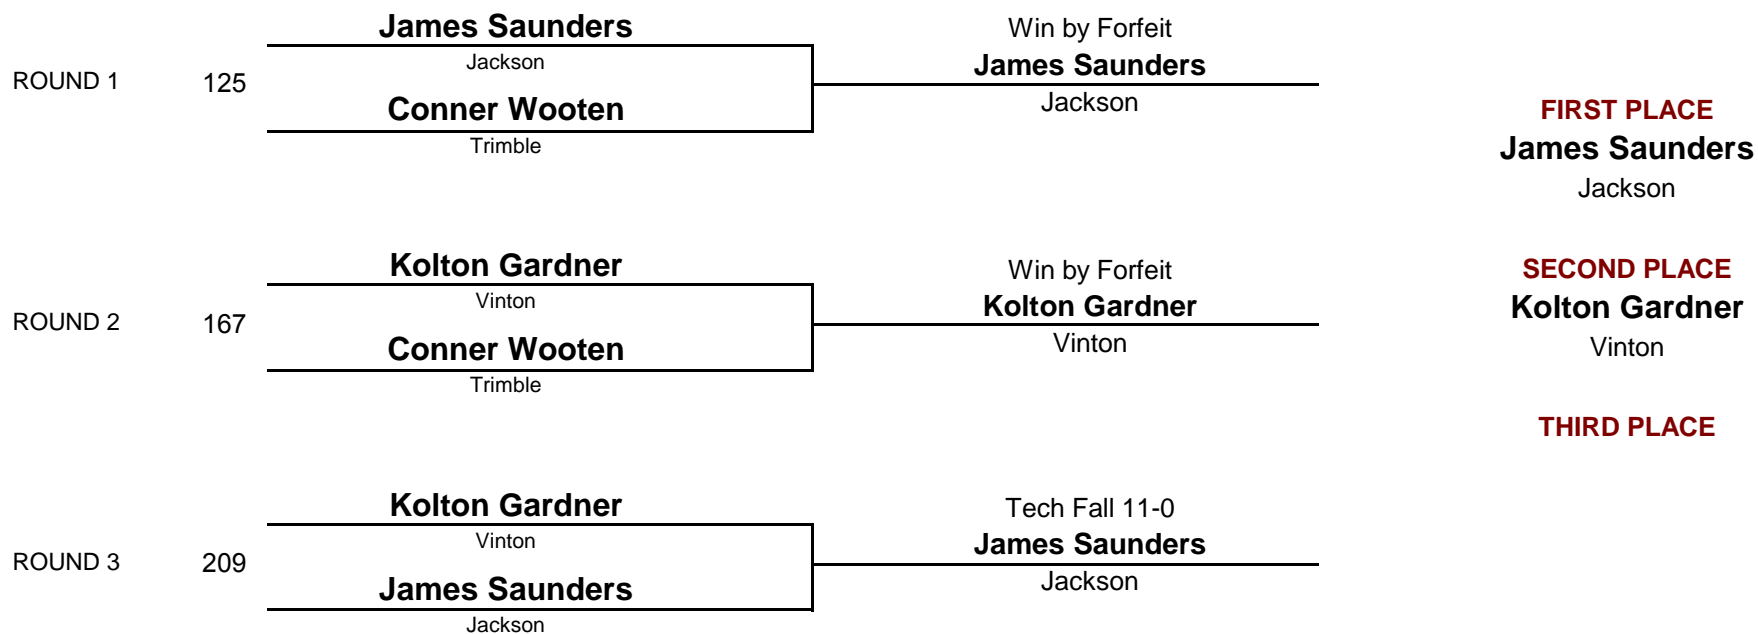 James Saunders
Jackson
ROUND 1
125
Conner Wooten
Trimble
Win by Forfeit
James Saunders
Jackson
FIRST PLACE
James Saunders
Jackson
Kolton Gardner
Vinton
ROUND 2
167
Conner Wooten
Trimble
Win by Forfeit
Kolton Gardner
Vinton
SECOND PLACE
Kolton Gardner
Vinton
THIRD PLACE
Kolton Gardner
Vinton
ROUND 3
209
James Saunders
Jackson
Tech Fall 11-0
James Saunders
Jackson